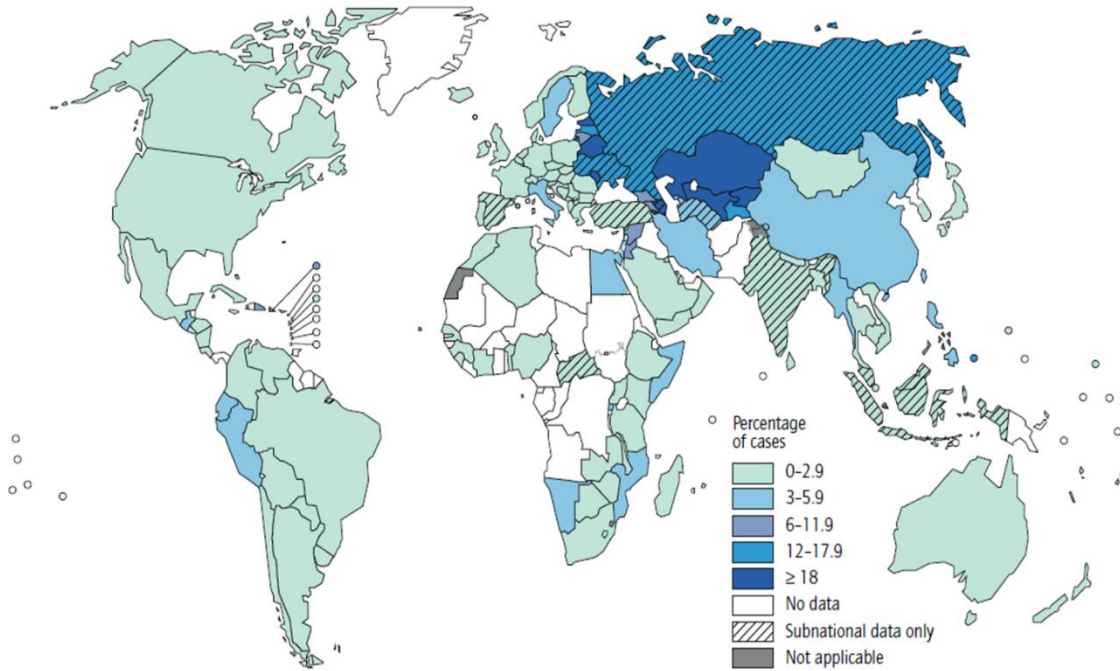 Percentage
of cases
0–2.9
3–5.9
6–11.9
12–17.9
≥ 18
No data
Subnational data only
Not applicable